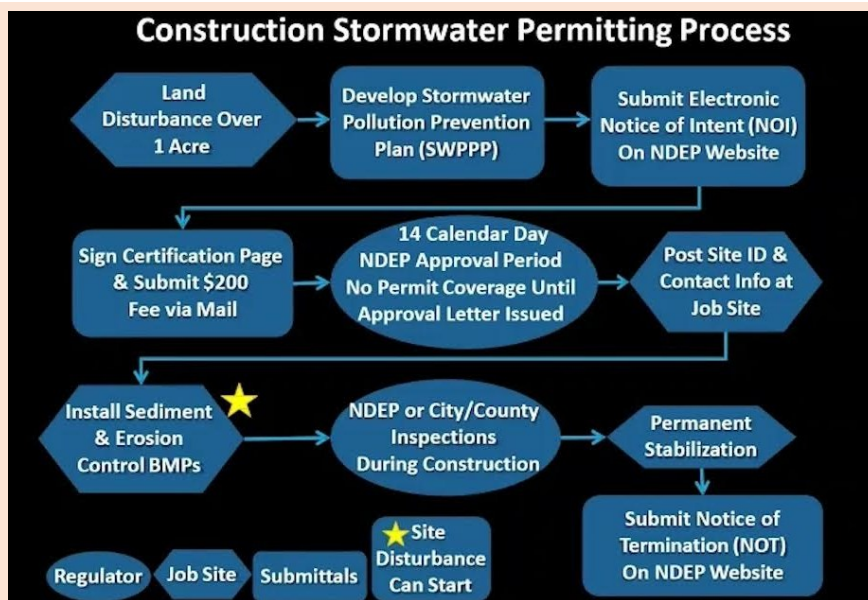 Construction Stormwater Permitting Process
Land
Disturbance Over
1 Acre
Develop Stormwater
Pollution Prevention
Plan (SWPPP)
Submit Electronic
Notice of Intent (NOI)
On NDEP Website
Sign Certification Page
& Submit $200
Fee via Mail
14 Calendar Day
NDEP Approval Period
No Permit Coverage Until
Approval Letter Issued
Post Site ID &
Contact Info at
Job Site
Install Sediment
& Erosion
Control BMPs
NDEP or City/County
Inspections
During Construction
Permanent
Stabilization
Submit Notice of
Termination (NOT)
On NDEP Website
Regulator
Job Site
Submittals
Site
Disturbance
Can Start